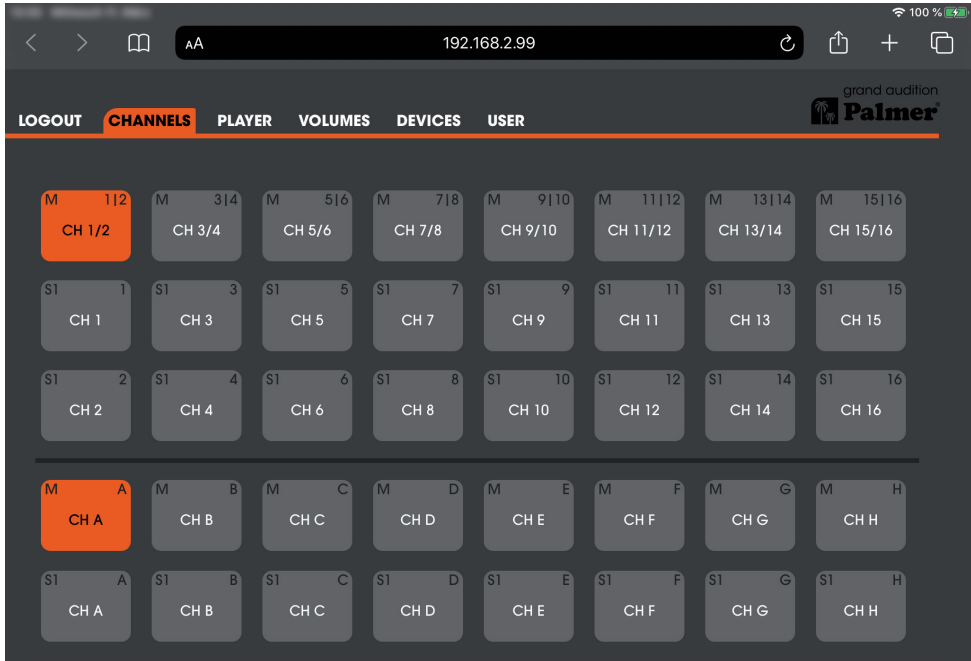 100 %
AA 192.168.2.99
grand audition
Palmer
LOGOUT CHANNELS PLAYER VOLUMES DEVICES USER
M 1|2 M 3|4 M 5|6 M 7|8 M 9|10 M 11|12 M 13|14 M 15|16
CH 1/2 CH 3/4 CH 5/6 CH 7/8 CH 9/10 CH 11/12 CH 13/14 CH 15/16
S1 1 S1 3 S1 5 S1 7 S1 9 S1 11 S1 13 S1 15
CH 1 CH 3 CH 5 CH 7 CH 9 CH 11 CH 13 CH 15
S1 2 S1 4 S1 6 S1 8 S1 10 S1 12 S1 14 S1 16
CH 2 CH 4 CH 6 CH 8 CH 10 CH 12 CH 14 CH 16
M A M B M C M D M E M F M G M H
CH A CH B CH C CH D CH E CH F CH G CH H
S1 A S1 B S1 C S1 D S1 E S1 F S1 G S1 H
CH A CH B CH C CH D CH E CH F CH G CH H